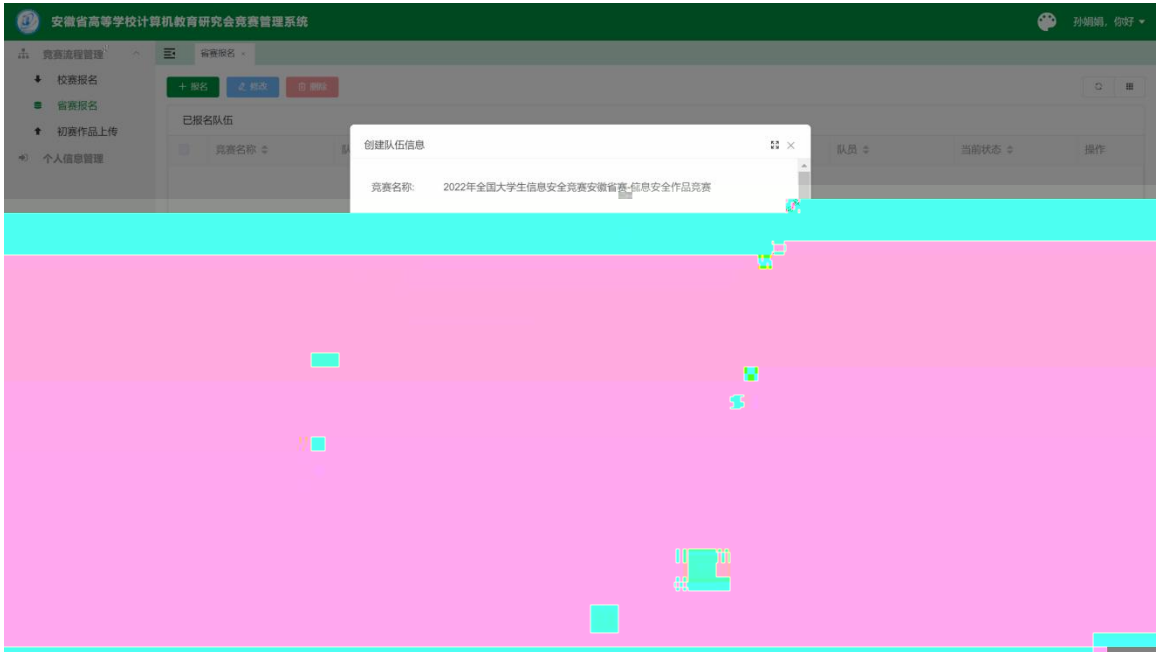 安徽省高等学校计算机教育研究会竞赛管理系统
孙娟娟，你好
竞赛流程管理
省赛报名
校赛报名
省赛报名
初赛作品上传
个人信息管理
+ 报名 修改 删除
已报名队伍
竞赛名称 队员 当前状态 操作
创建队伍信息
竞赛名称: 2022年全国大学生信息安全竞赛安徽省赛-信息安全作品竞赛